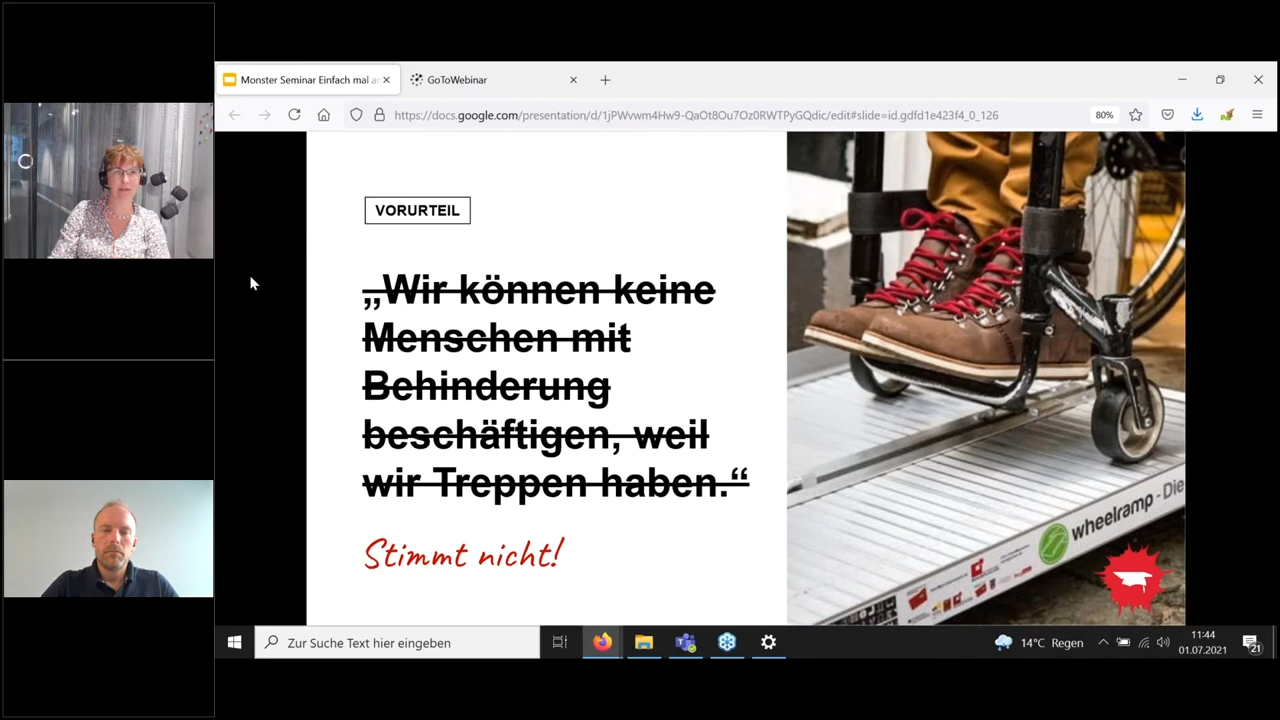 Monster Seminar Einfach mal a
GoToWebinar
https://docs.google.com/presentation/d/1jPWvwm4Hw9-QaOt8Ou7Oz0RWTPyGQdic/edit#slide=id.gdfd1e423f4_0_126
80%
VORURTEIL
„Wir können keine
Menschen mit
Behinderung
beschäftigen, weil
wir Treppen haben.“
Stimmt nicht!
wheelramp - Die
Zur Suche Text hier eingeben
14°C Regen
11:44
01.07.2021
21